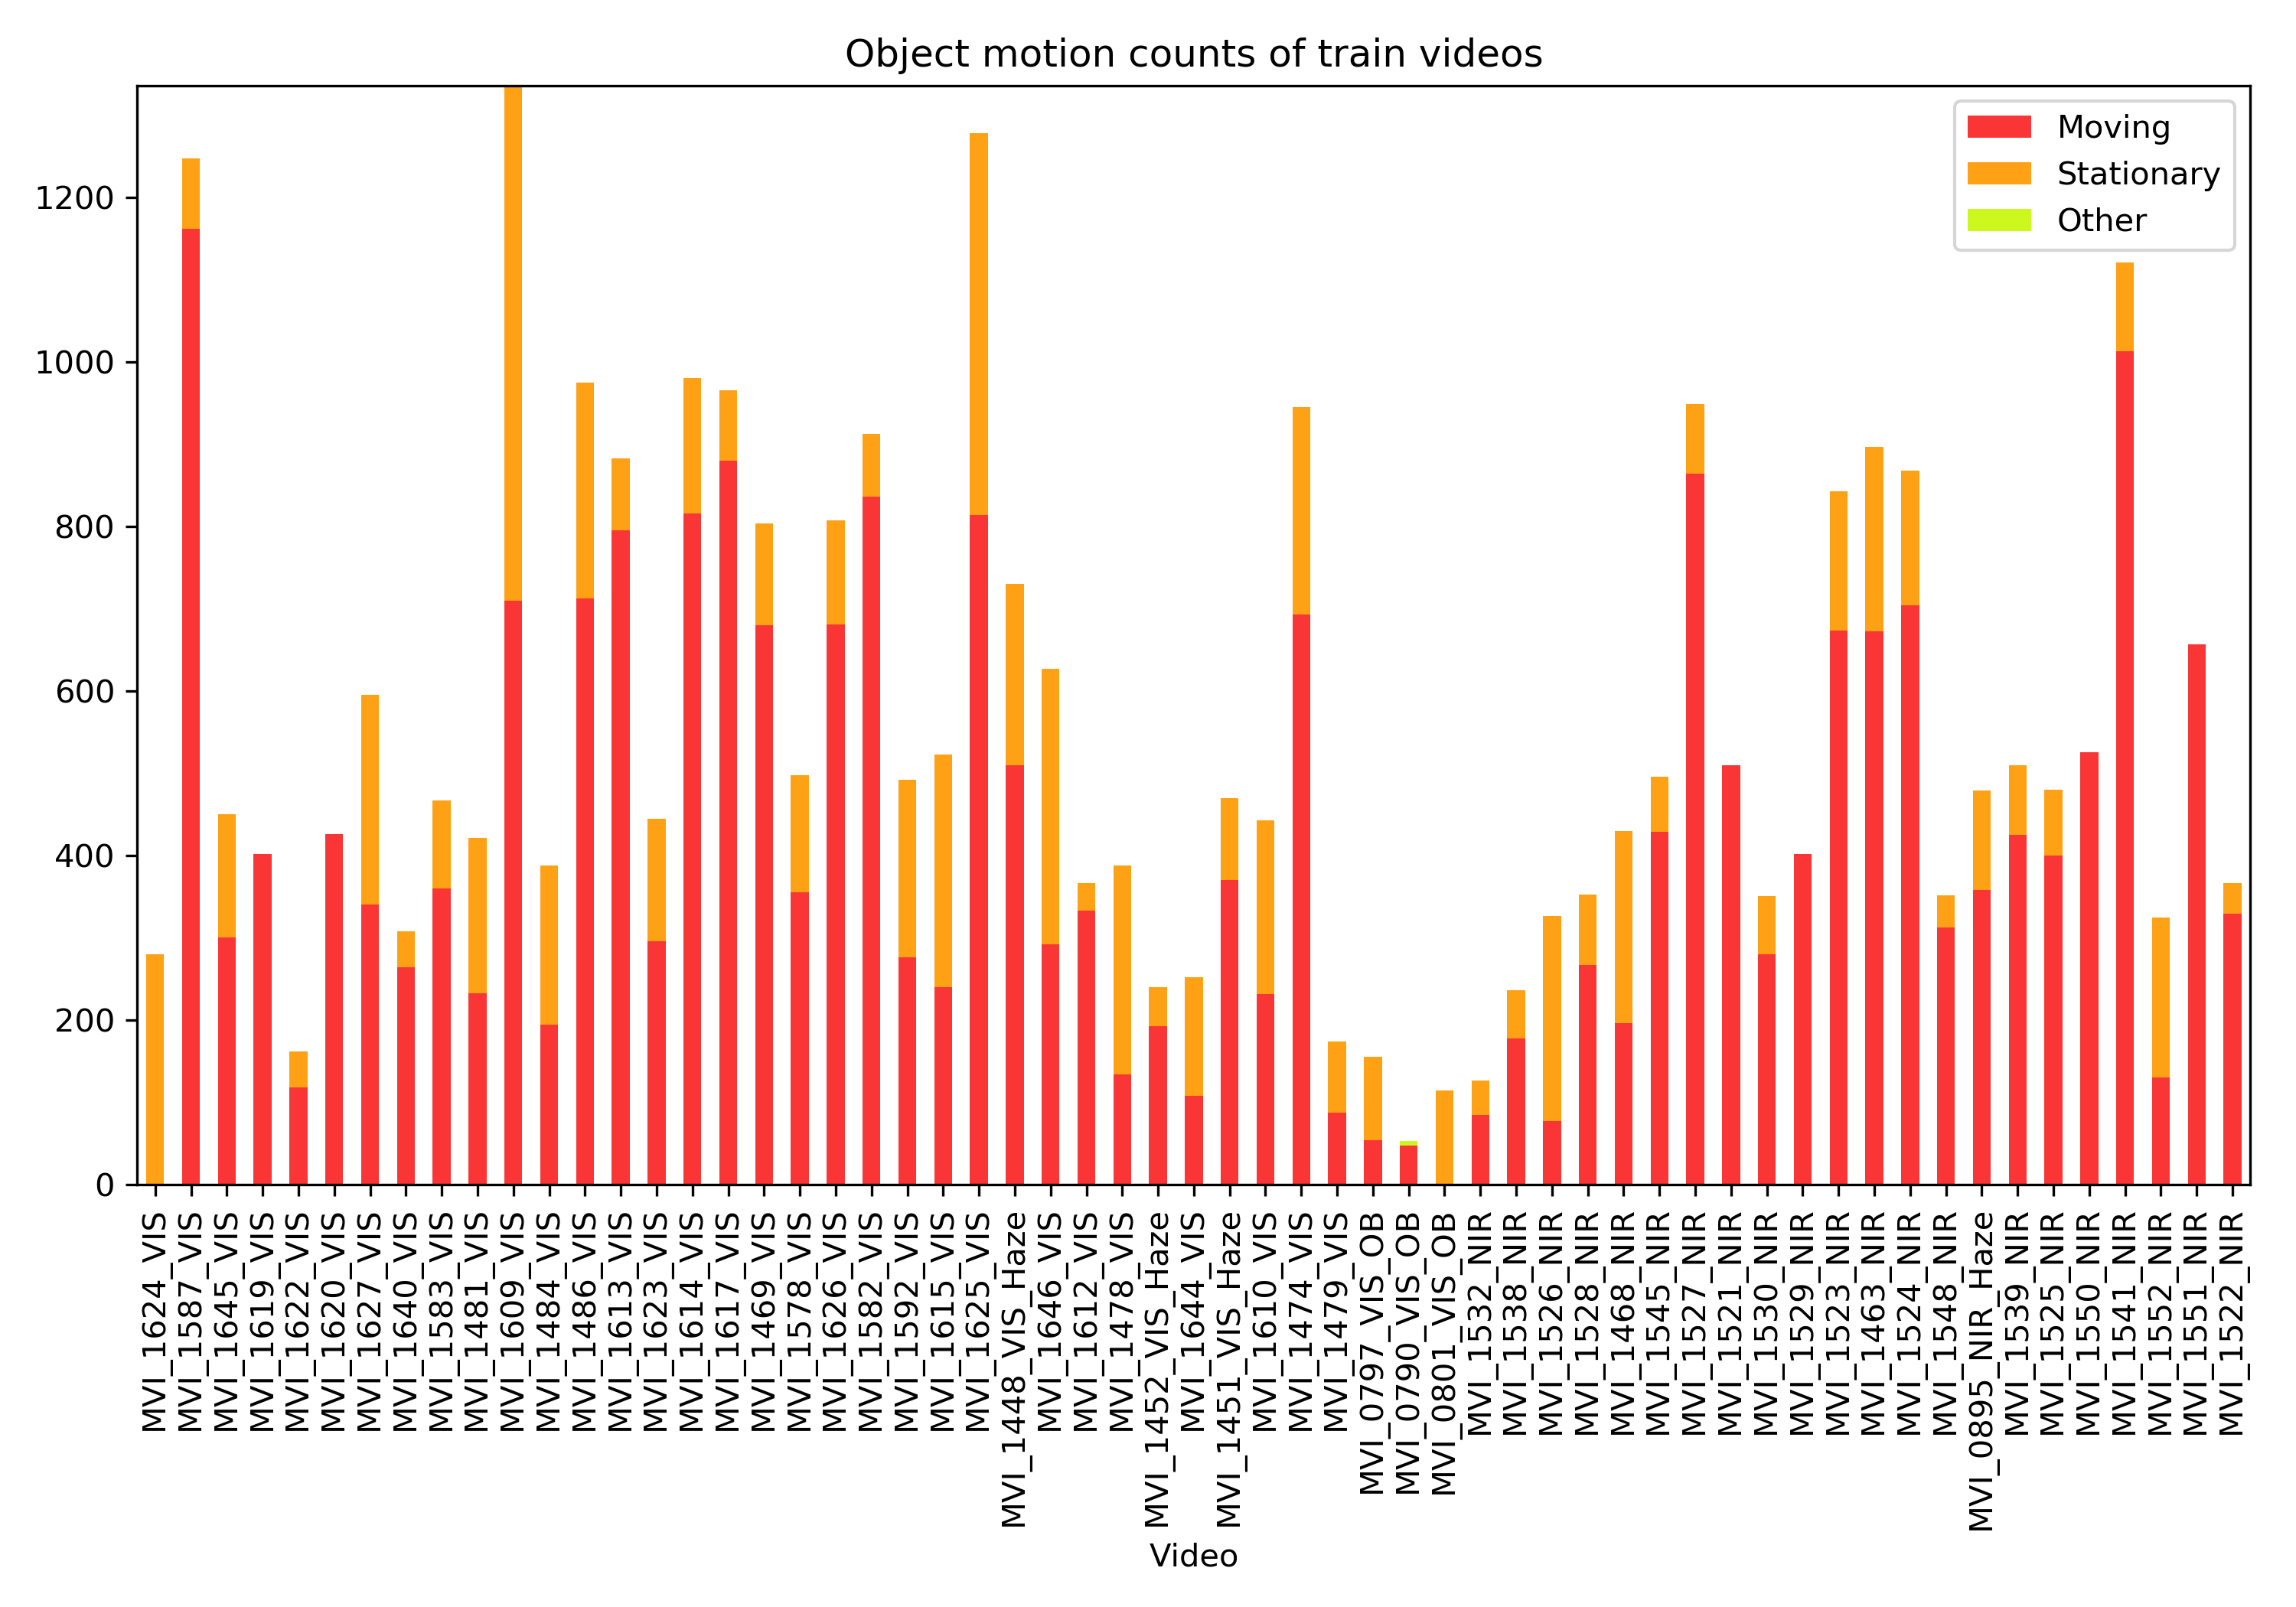 Object motion counts of train videos
Moving
Stationary
Other
1200
1000
800
600
400
200
0
MVI_1624_VIS
MVI_1587_VIS
MVI_1645_VIS
MVI_1619_VIS
MVI_1622_VIS
MVI_1620_VIS
MVI_1627_VIS
MVI_1640_VIS
MVI_1583_VIS
MVI_1481_VIS
MVI_1609_VIS
MVI_1484_VIS
MVI_1486_VIS
MVI_1613_VIS
MVI_1623_VIS
MVI_1614_VIS
MVI_1617_VIS
MVI_1469_VIS
MVI_1578_VIS
MVI_1626_VIS
MVI_1582_VIS
MVI_1592_VIS
MVI_1615_VIS
MVI_1625_VIS
MVI_1448_VIS_Haze
MVI_1646_VIS
MVI_1612_VIS
MVI_1478_VIS
MVI_1452_VIS_Haze
MVI_1644_VIS
MVI_1451_VIS_Haze
MVI_1610_VIS
MVI_1474_VIS
MVI_1479_VIS
MVI_0797_VIS_OB
MVI_0790_VIS_OB
MVI_0801_VIS_OB
MVI_1532_NIR
MVI_1538_NIR
MVI_1526_NIR
MVI_1528_NIR
MVI_1468_NIR
MVI_1545_NIR
MVI_1527_NIR
MVI_1521_NIR
MVI_1530_NIR
MVI_1529_NIR
MVI_1523_NIR
MVI_1463_NIR
MVI_1524_NIR
MVI_1548_NIR
MVI_0895_NIR_Haze
MVI_1539_NIR
MVI_1525_NIR
MVI_1550_NIR
MVI_1541_NIR
MVI_1552_NIR
MVI_1551_NIR
MVI_1522_NIR
Video